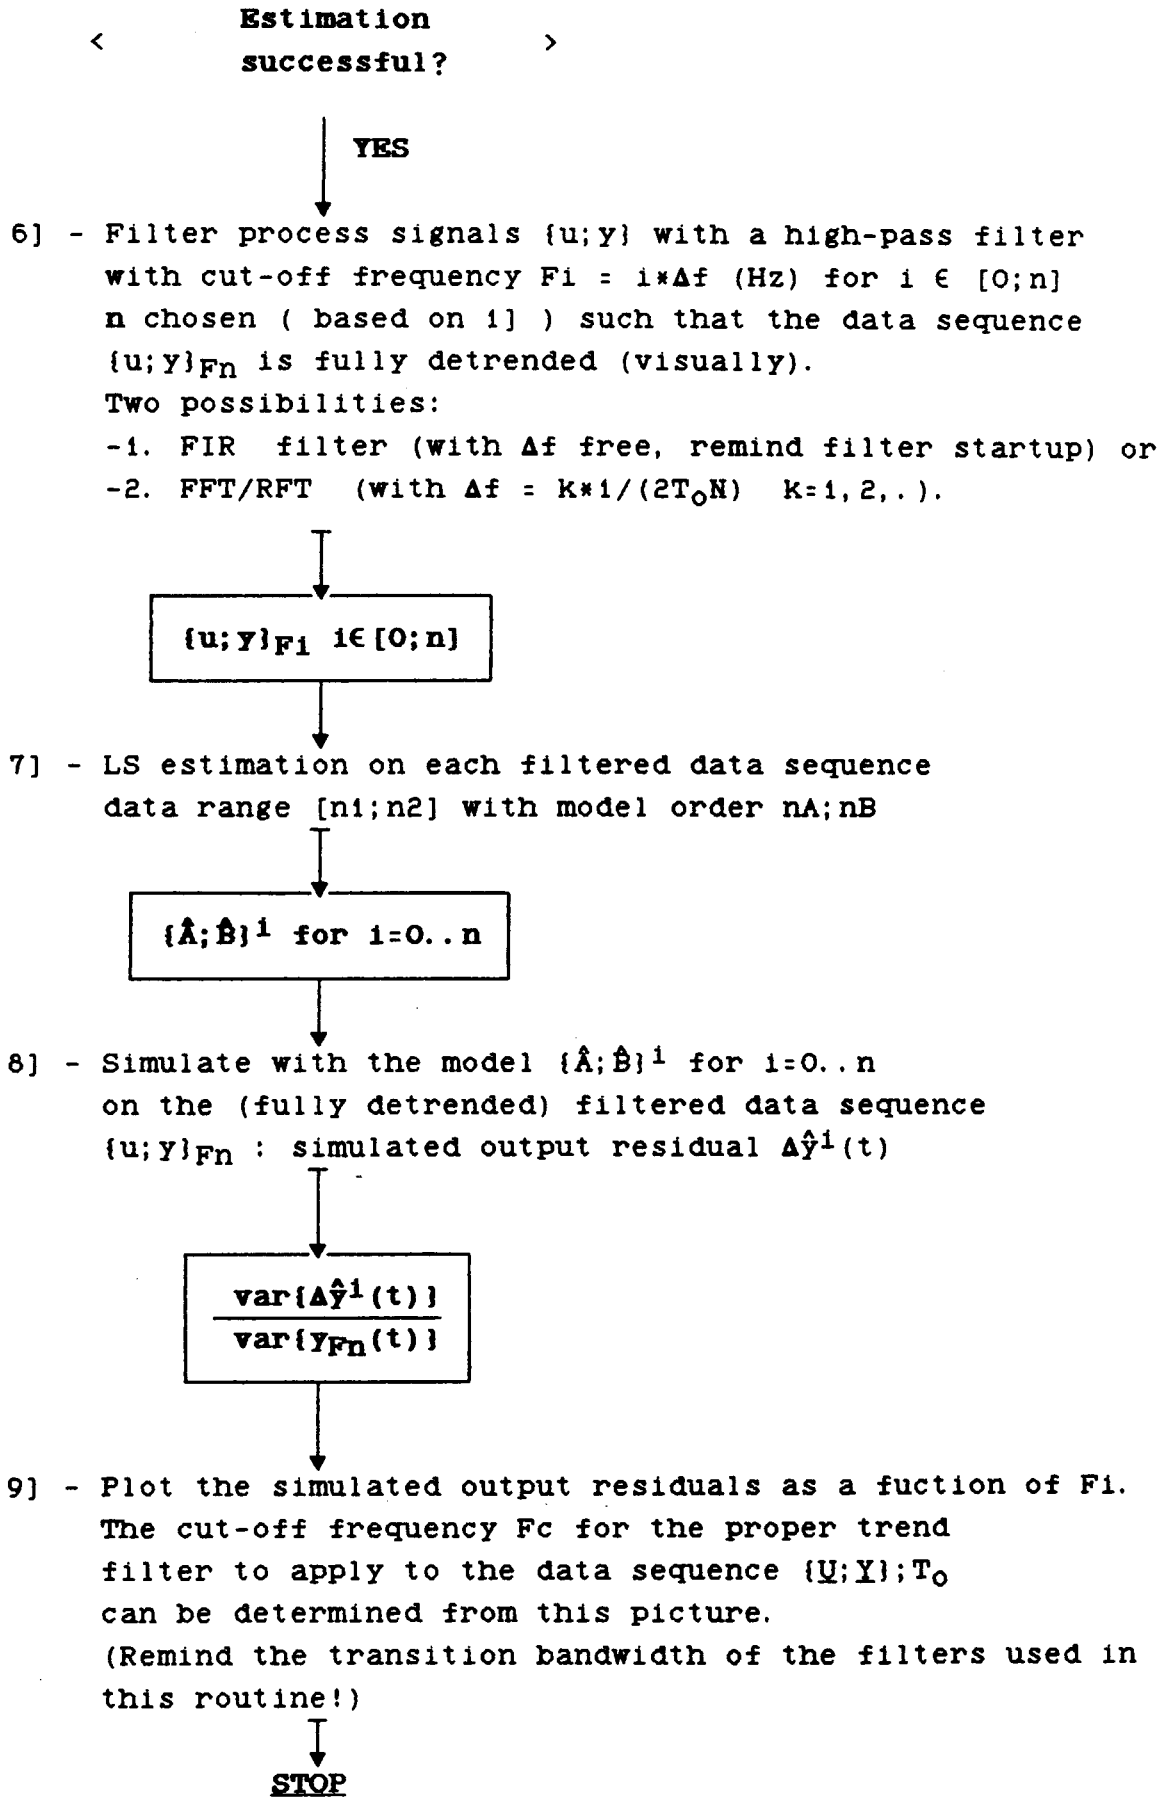 Estimation
< >
successful?
YES
6] - Filter process signals {u;y} with a high-pass filter
with cut-off frequency Fi = i*Δf (Hz) for i ∈ [0;n]
n chosen ( based on 1] ) such that the data sequence
{u;y}Fn is fully detrended (visually).
Two possibilities:
-1. FIR filter (with Δf free, remind filter startup) or
-2. FFT/RFT (with Δf = k*1/(2ToN) k=1,2,.).
{u;y}Fi i∈[0;n]
7] - LS estimation on each filtered data sequence
data range [n1;n2] with model order nA;nB
{Â;B̂}ⁱ for i=0..n
8] - Simulate with the model {Â;B̂}ⁱ for i=0..n
on the (fully detrended) filtered data sequence
{u;y}Fn : simulated output residual Δŷⁱ(t)
var{Δŷⁱ(t)}
var{yFn(t)}
9] - Plot the simulated output residuals as a fuction of Fi.
The cut-off frequency Fc for the proper trend
filter to apply to the data sequence {U;Y};To
can be determined from this picture.
(Remind the transition bandwidth of the filters used in
this routine!)
STOP